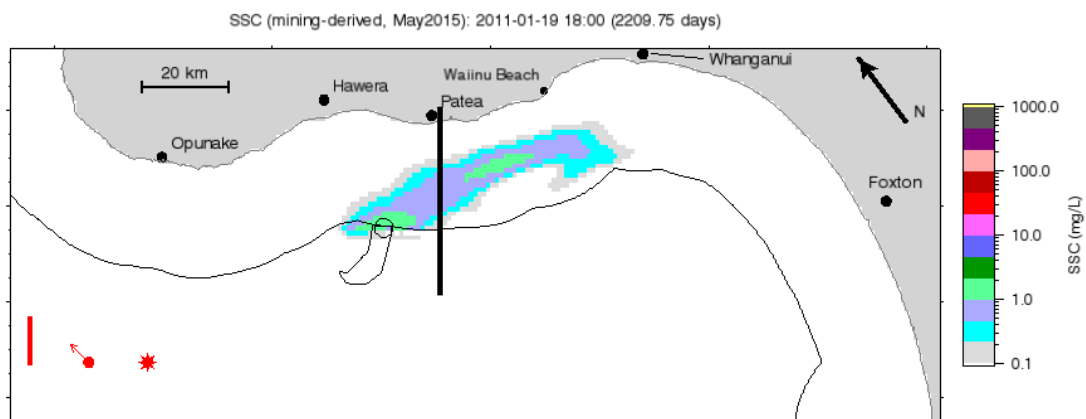 SSC (mining-derived, May2015): 2011-01-19 18:00 (2209.75 days)
20 km
Hawera
Waiinu Beach
Whanganui
Patea
Opunake
N
Foxton
1000.0
100.0
10.0
1.0
0.1
SSC (mg/L)